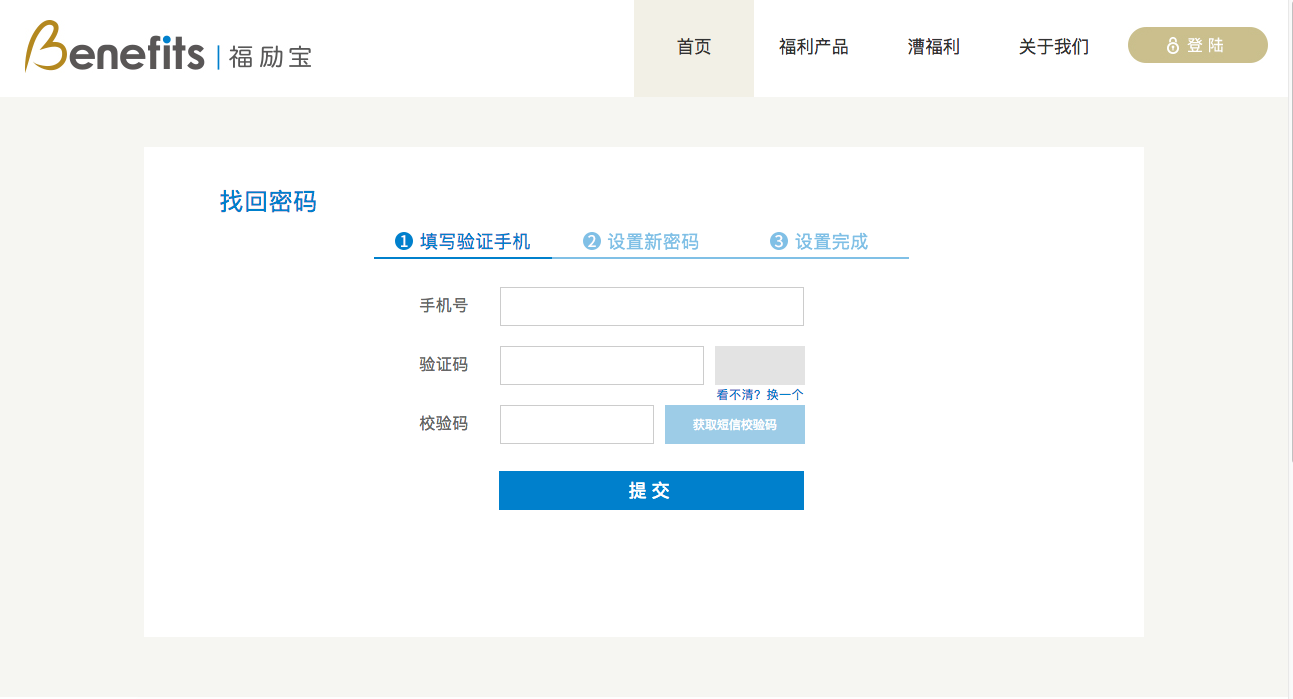 Benefits | 福励宝
首页 福利产品 漕福利 关于我们 登陆
找回密码
1 填写验证手机 2 设置新密码 3 设置完成
手机号
验证码
看不清? 换一个
校验码 获取短信校验码
提交